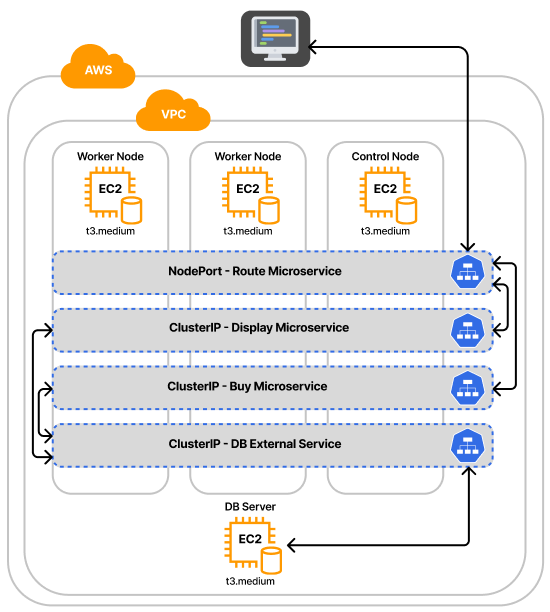 AWS
VPC
Worker Node
EC2
t3.medium
Worker Node
EC2
t3.medium
Control Node
EC2
t3.medium
NodePort - Route Microservice
ClusterIP - Display Microservice
ClusterIP - Buy Microservice
ClusterIP - DB External Service
DB Server
EC2
t3.medium